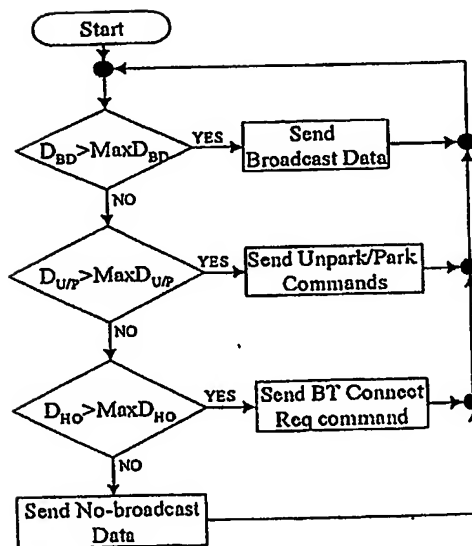 Start
D_BD>MaxD_BD
YES
Send
Broadcast Data
NO
D_U/P>MaxD_U/P
YES
Send Unpark/Park
Commands
NO
D_HO>MaxD_HO
YES
Send BT Connect
Req command
NO
Send No-broadcast
Data